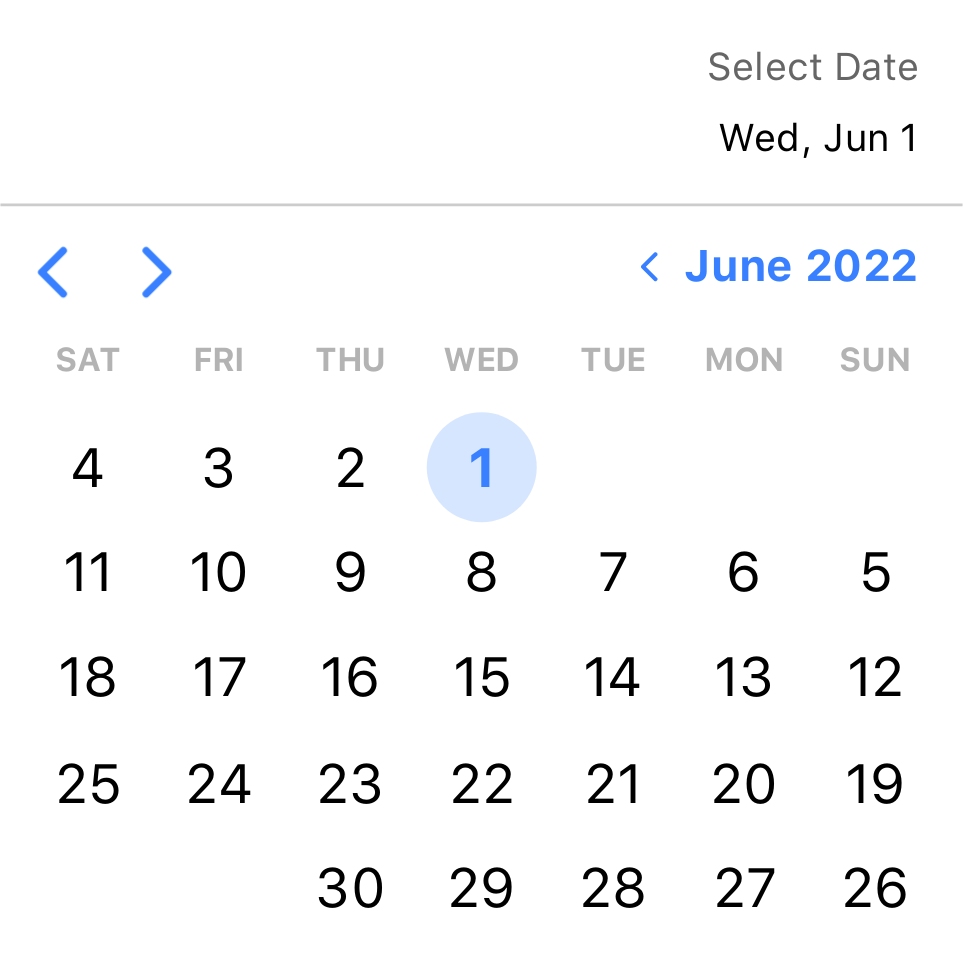 Select Date
Wed, Jun 1
June 2022
SAT FRI THU WED TUE MON SUN
4 3 2 1
11 10 9 8 7 6 5
18 17 16 15 14 13 12
25 24 23 22 21 20 19
30 29 28 27 26